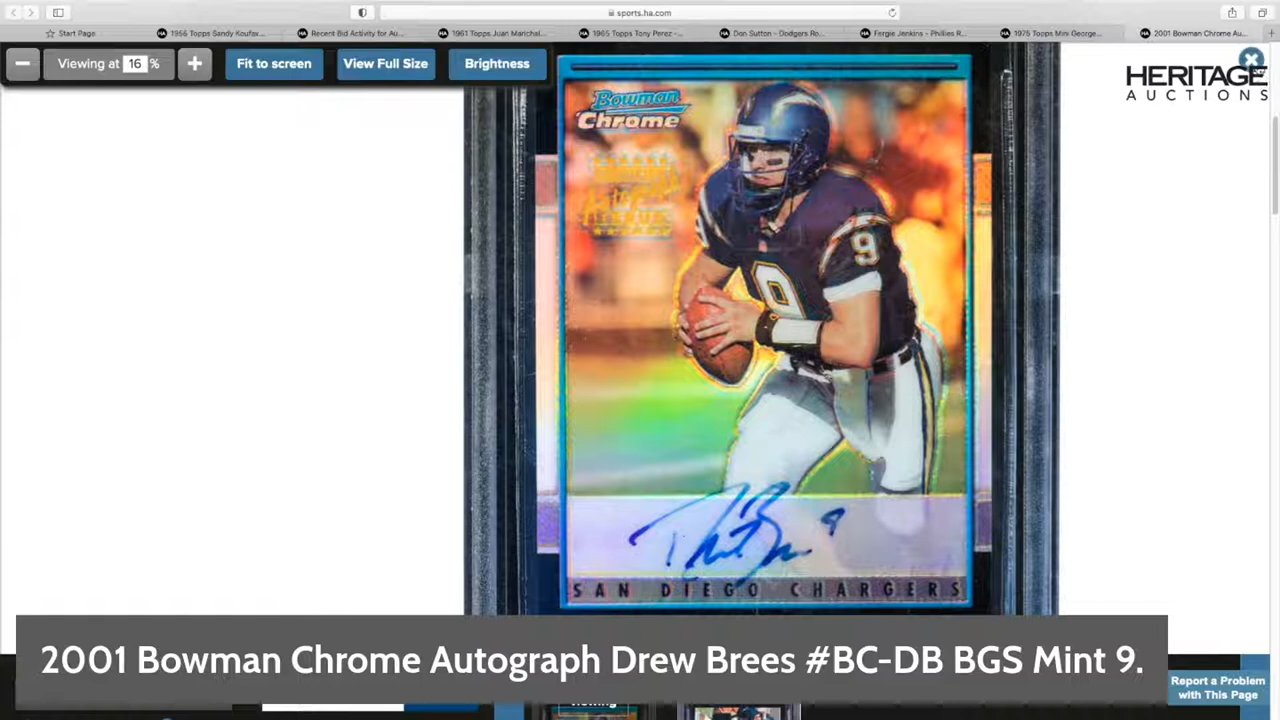 sports.ha.com
Start Page
1955 Topps Sandy Koufax...
Recent Bid Activity for Au...
1961 Topps Juan Marichal...
1965 Topps Tony Perez -...
Don Sutton - Dodgers Ro...
Fergie Jenkins - Phillies R...
1975 Topps Mini George...
2001 Bowman Chrome Au...
Viewing at 16 %
Fit to screen
View Full Size
Brightness
HERITAGE
AUCTIONS
Bowman
Chrome
9
9
9
SAN DIEGO CHARGERS
2001 Bowman Chrome Autograph Drew Brees #BC-DB BGS Mint 9.
Report a Problem
with This Page